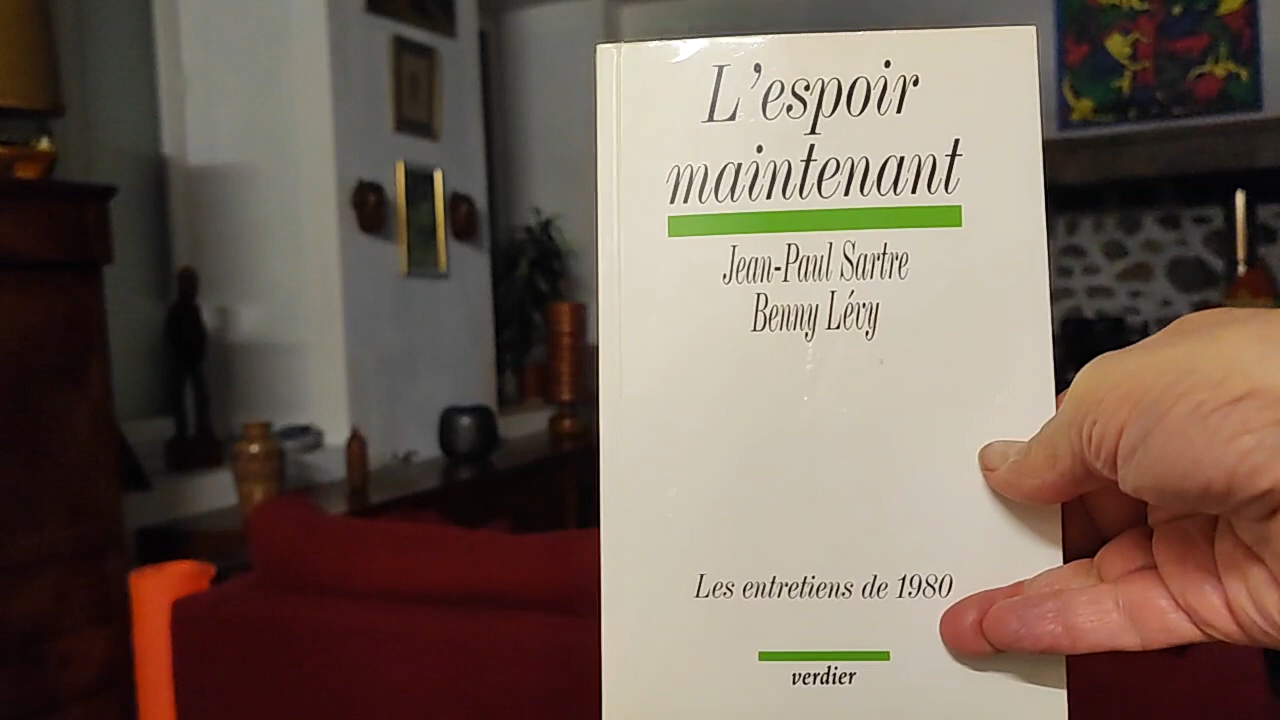 L'espoir
maintenant
Jean-Paul Sartre
Benny Lévy
Les entretiens de 1980
verdier